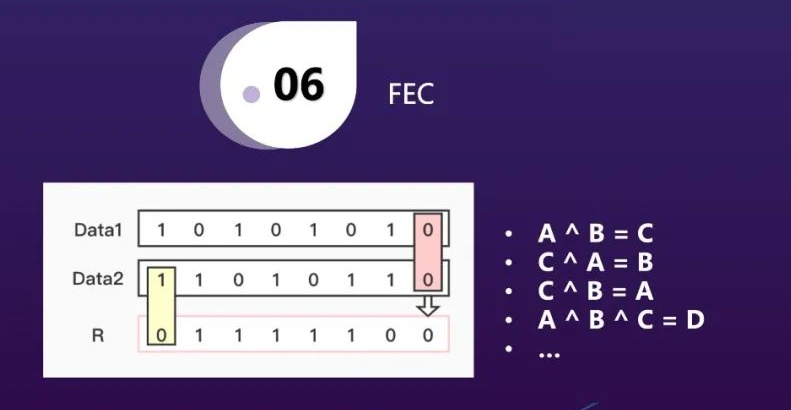 06
FEC
Data1 1 0 1 0 1 0 1 0
Data2 1 1 0 1 0 1 1 0
R 0 1 1 1 1 1 0 0
• A ^ B = C
• C ^ A = B
• C ^ B = A
• A ^ B ^ C = D
• ...